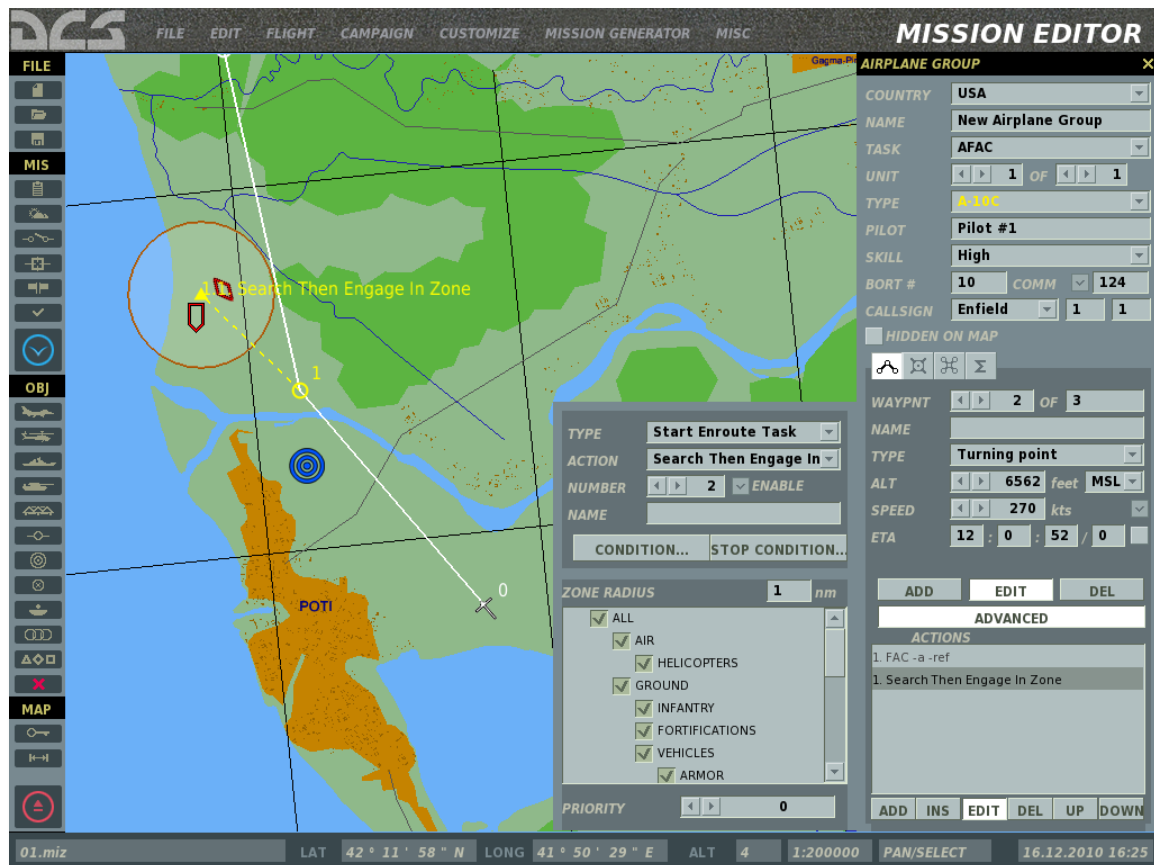 DCS FILE EDIT FLIGHT CAMPAIGN CUSTOMIZE MISSION GENERATOR MISC MISSION EDITOR
FILE
MIS
OBJ
MAP
1. Search Then Engage In Zone
1
0
POTI
TYPE Start Enroute Task
ACTION Search Then Engage In
NUMBER 2 ENABLE
NAME
CONDITION... STOP CONDITION...
ZONE RADIUS 1 nm
ALL
AIR
HELICOPTERS
GROUND
INFANTRY
FORTIFICATIONS
VEHICLES
ARMOR
PRIORITY 0
AIRPLANE GROUP
COUNTRY USA
NAME New Airplane Group
TASK AFAC
UNIT 1 OF 1
TYPE A-10C
PILOT Pilot #1
SKILL High
BORT # 10 COMM 124
CALLSIGN Enfield 1 1
HIDDEN ON MAP
Σ
WAYPNT 2 OF 3
NAME
TYPE Turning point
ALT 6562 feet MSL
SPEED 270 kts
ETA 12 : 0 : 52 / 0
ADD EDIT DEL
ADVANCED
ACTIONS
1. FAC -a -ref
1. Search Then Engage In Zone
ADD INS EDIT DEL UP DOWN
01.miz LAT 42 ° 11 ' 58 " N LONG 41 ° 50 ' 29 " E ALT 4 1:200000 PAN/SELECT 16.12.2010 16:25